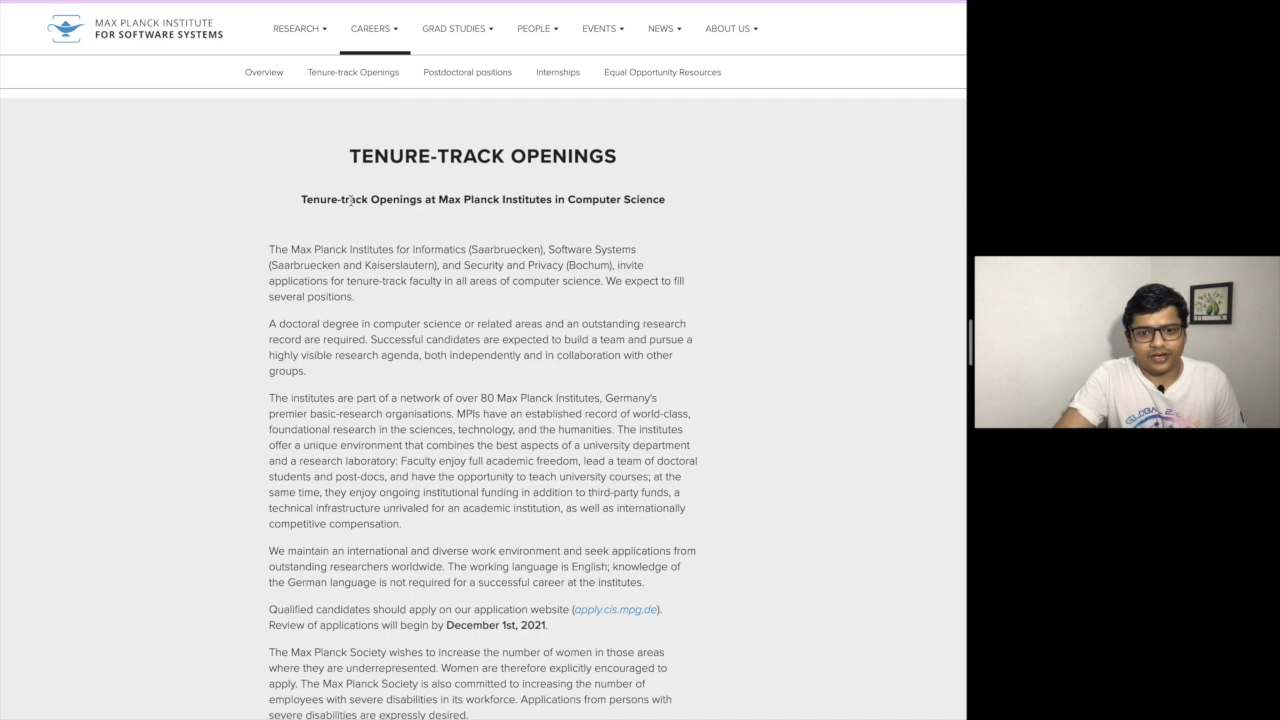 MAX PLANCK INSTITUTE
FOR SOFTWARE SYSTEMS
RESEARCH CAREERS GRAD STUDIES PEOPLE EVENTS NEWS ABOUT US
Overview Tenure-track Openings Postdoctoral positions Internships Equal Opportunity Resources
TENURE-TRACK OPENINGS
Tenure-track Openings at Max Planck Institutes in Computer Science
The Max Planck Institutes for Informatics (Saarbruecken), Software Systems
(Saarbruecken and Kaiserslautern), and Security and Privacy (Bochum), invite
applications for tenure-track faculty in all areas of computer science. We expect to fill
several positions.
A doctoral degree in computer science or related areas and an outstanding research
record are required. Successful candidates are expected to build a team and pursue a
highly visible research agenda, both independently and in collaboration with other
groups.
The institutes are part of a network of over 80 Max Planck Institutes, Germany's
premier basic-research organisations. MPIs have an established record of world-class,
foundational research in the sciences, technology, and the humanities. The institutes
offer a unique environment that combines the best aspects of a university department
and a research laboratory: Faculty enjoy full academic freedom, lead a team of doctoral
students and post-docs, and have the opportunity to teach university courses; at the
same time, they enjoy ongoing institutional funding in addition to third-party funds, a
technical infrastructure unrivaled for an academic institution, as well as internationally
competitive compensation.
We maintain an international and diverse work environment and seek applications from
outstanding researchers worldwide. The working language is English; knowledge of
the German language is not required for a successful career at the institutes.
Qualified candidates should apply on our application website (apply.cis.mpg.de).
Review of applications will begin by December 1st, 2021.
The Max Planck Society wishes to increase the number of women in those areas
where they are underrepresented. Women are therefore explicitly encouraged to
apply. The Max Planck Society is also committed to increasing the number of
employees with severe disabilities in its workforce. Applications from persons with
severe disabilities are expressly desired.
GLOBAL